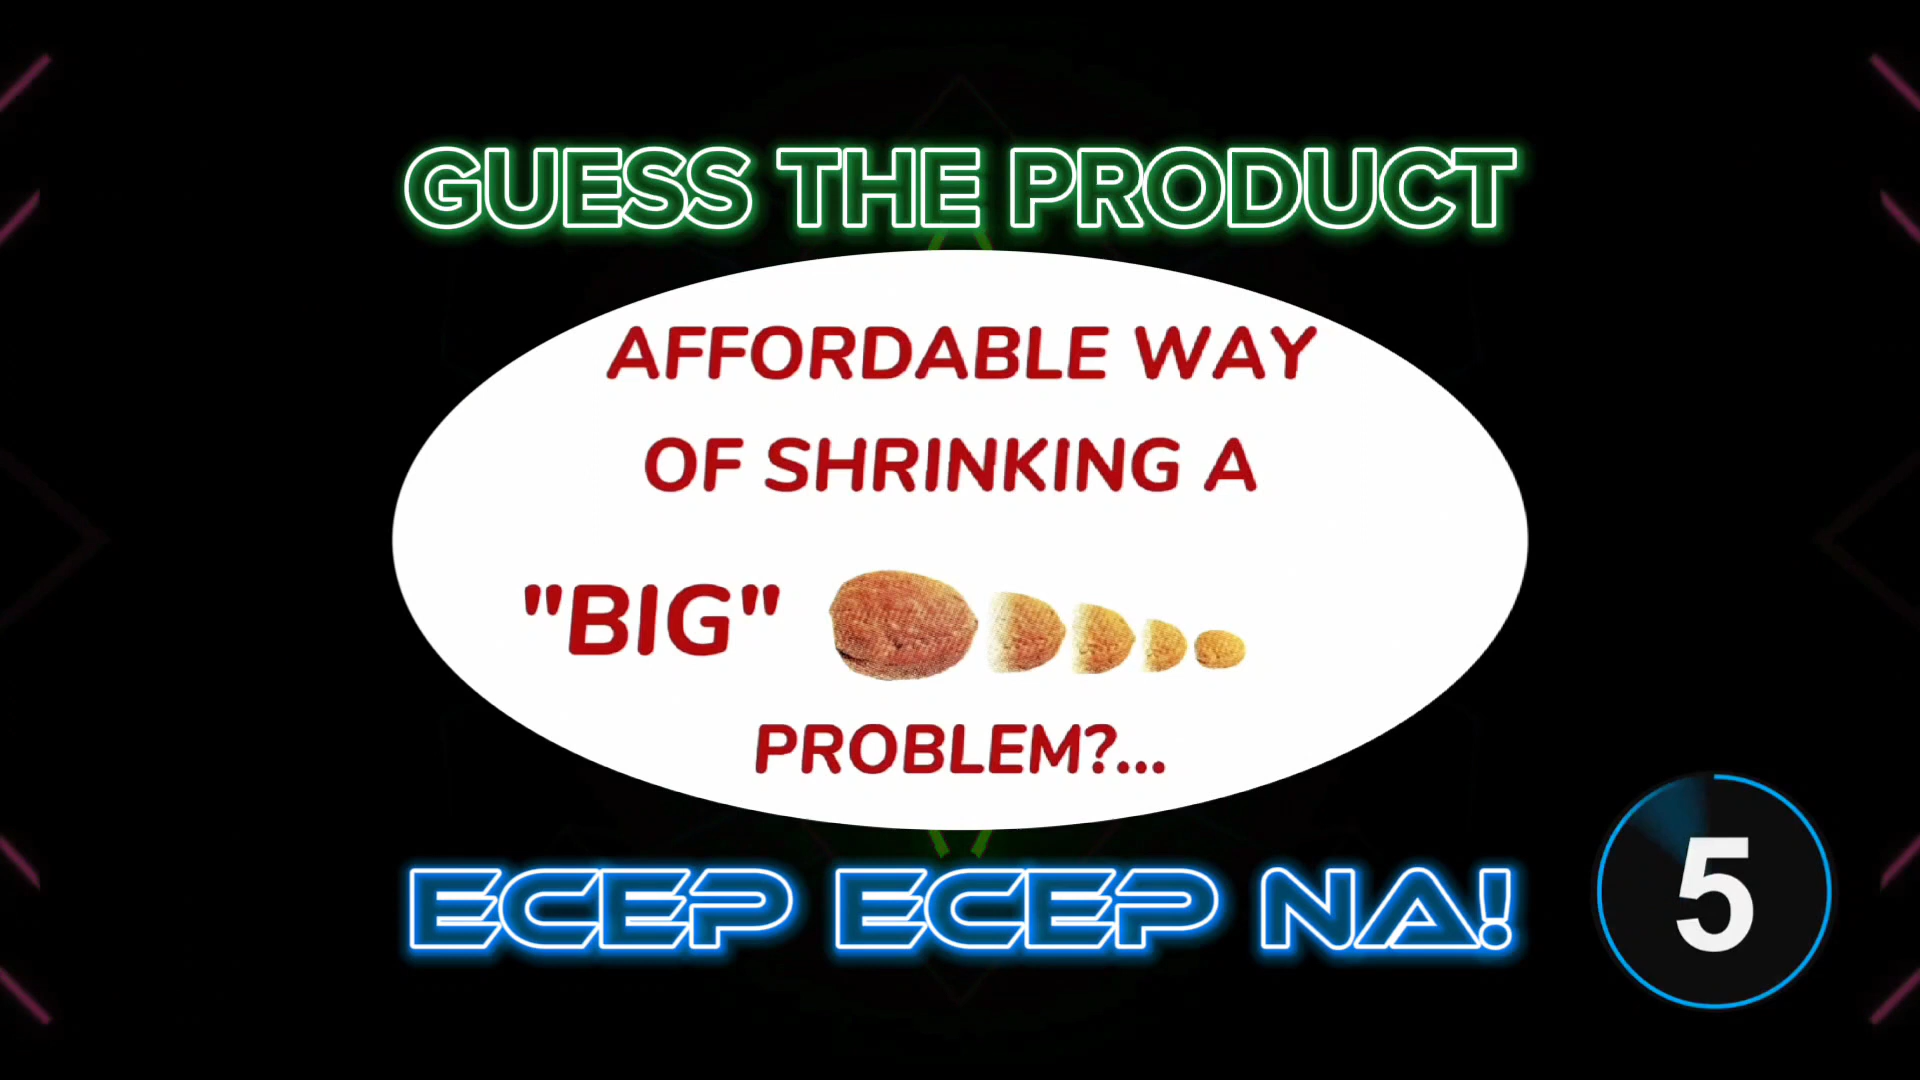 GUESS THE PRODUCT
AFFORDABLE WAY
OF SHRINKING A
"BIG"
PROBLEM?...
ECEP ECEP NA!
5